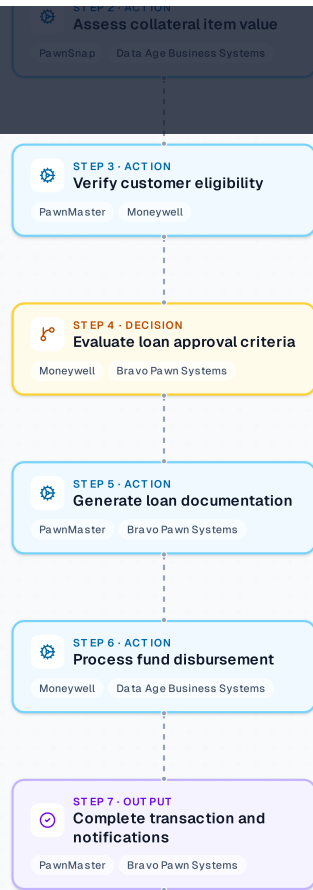 STEP 2 · ACTION
Assess collateral item value
PawnSnap Data Age Business Systems
STEP 3 · ACTION
Verify customer eligibility
PawnMaster Moneywell
STEP 4 · DECISION
Evaluate loan approval criteria
Moneywell Bravo Pawn Systems
STEP 5 · ACTION
Generate loan documentation
PawnMaster Bravo Pawn Systems
STEP 6 · ACTION
Process fund disbursement
Moneywell Data Age Business Systems
STEP 7 · OUTPUT
Complete transaction and
notifications
PawnMaster Bravo Pawn Systems